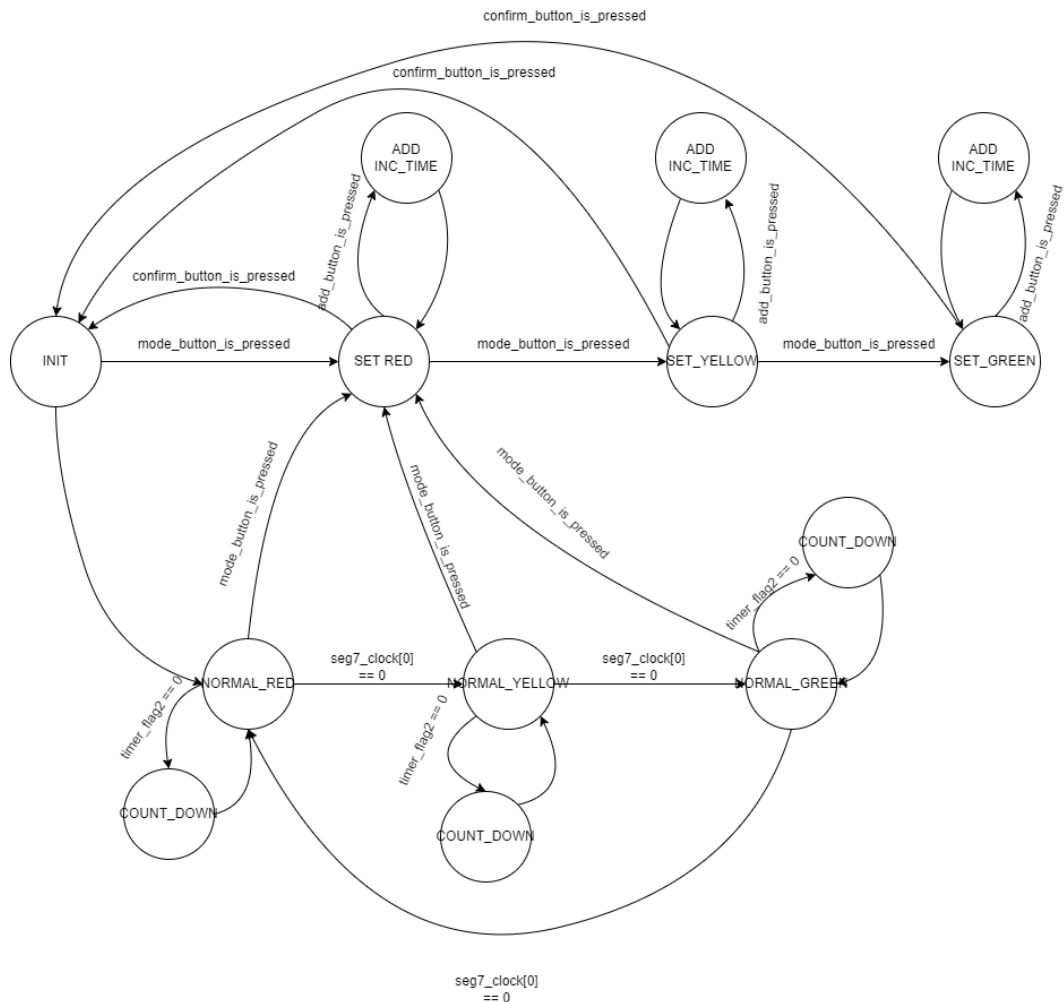 confirm_button_is_pressed
confirm_button_is_pressed
ADD
INC_TIME
ADD
INC_TIME
ADD
INC_TIME
add_button_is_pressed
add_button_is_pressed
add_button_is_pressed
confirm_button_is_pressed
INIT
mode_button_is_pressed
SET RED
mode_button_is_pressed
SET_YELLOW
mode_button_is_pressed
SET_GREEN
mode_button_is_pressed
mode_button_is_pressed
mode_button_is_pressed
COUNT_DOWN
timer_flag2 == 0
NORMAL_RED
seg7_clock[0]
== 0
NORMAL_YELLOW
seg7_clock[0]
== 0
NORMAL_GREEN
timer_flag2 == 0
timer_flag2 == 0
COUNT_DOWN
COUNT_DOWN
seg7_clock[0]
== 0